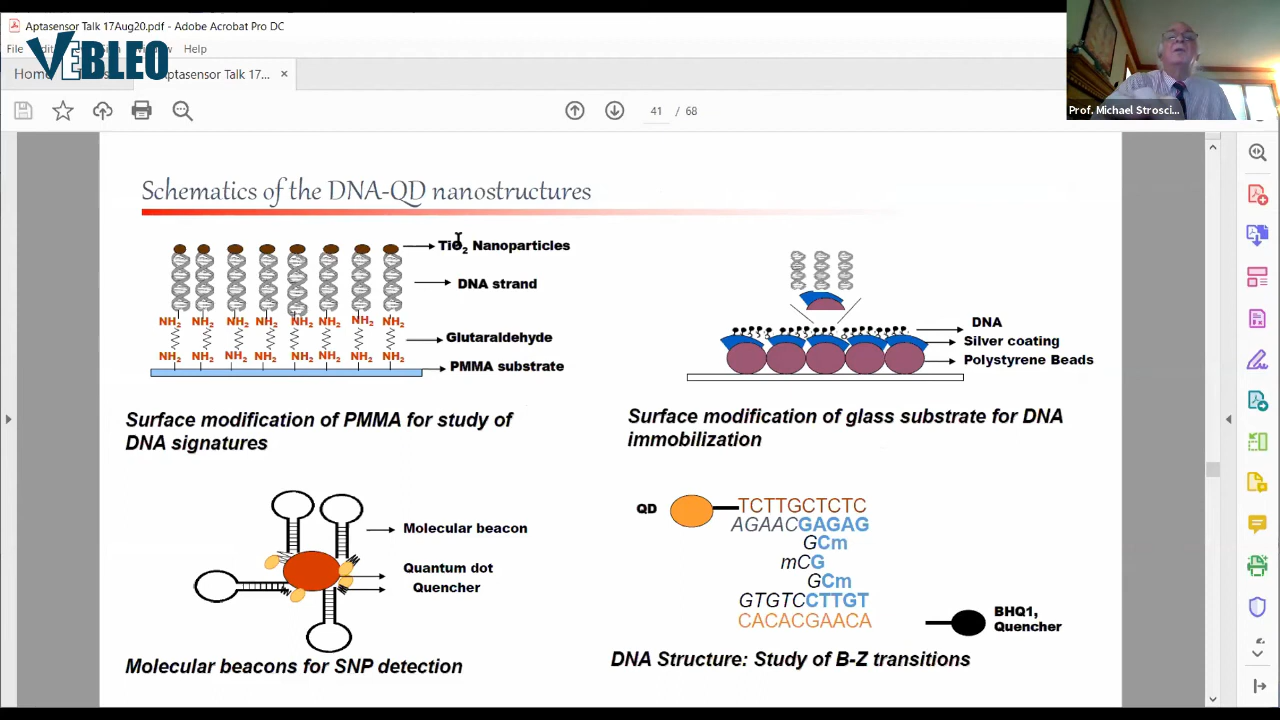 Aptasensor Talk 17Aug20.pdf - Adobe Acrobat Pro DC
File
Help
VEBLEO
Home
Aptasensor Talk 17... ×
41 / 68
Prof. Michael Strosci...
Schematics of the DNA-QD nanostructures
TiO2 Nanoparticles
DNA strand
NH2 NH2 NH2 NH2 NH2 NH2 NH2 NH2
Glutaraldehyde
NH2 NH2 NH2 NH2 NH2 NH2 NH2 NH2
PMMA substrate
Surface modification of PMMA for study of
DNA signatures
DNA
Silver coating
Polystyrene Beads
Surface modification of glass substrate for DNA
immobilization
Molecular beacon
Quantum dot
Quencher
Molecular beacons for SNP detection
QD
TCTTGCTCTC
AGAACGAGAG
GCm
mCG
GCm
GTGTCCTTGT
CACACGAACA
BHQ1,
Quencher
DNA Structure: Study of B-Z transitions